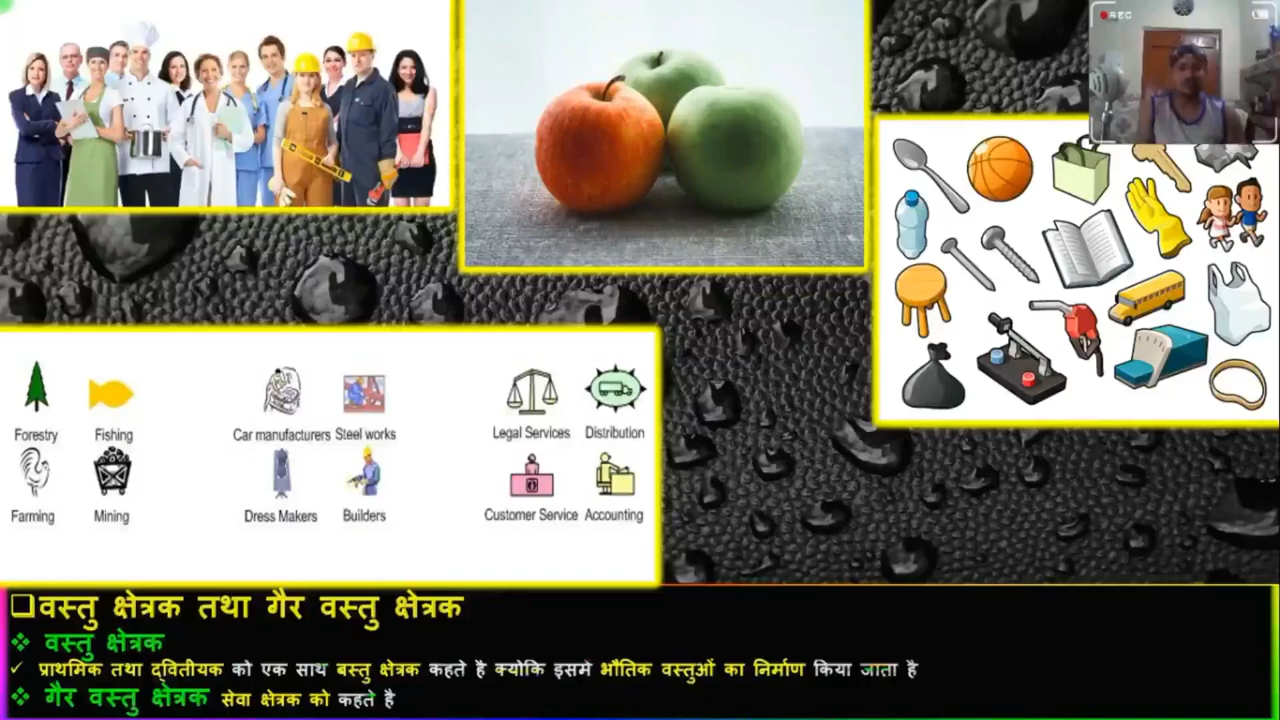 REC
Forestry Fishing Car manufacturers Steel works Legal Services Distribution
Farming Mining Dress Makers Builders Customer Service Accounting
❑वस्तु क्षेत्रक तथा गैर वस्तु क्षेत्रक
❖ वस्तु क्षेत्रक
✓ प्राथमिक तथा द्वितीयक को एक साथ बस्तु क्षेत्रक कहते है क्योकि इसमे भौतिक वस्तुओं का निर्माण किया जाता है
❖ गैर वस्तु क्षेत्रक सेवा क्षेत्रक को कहते है